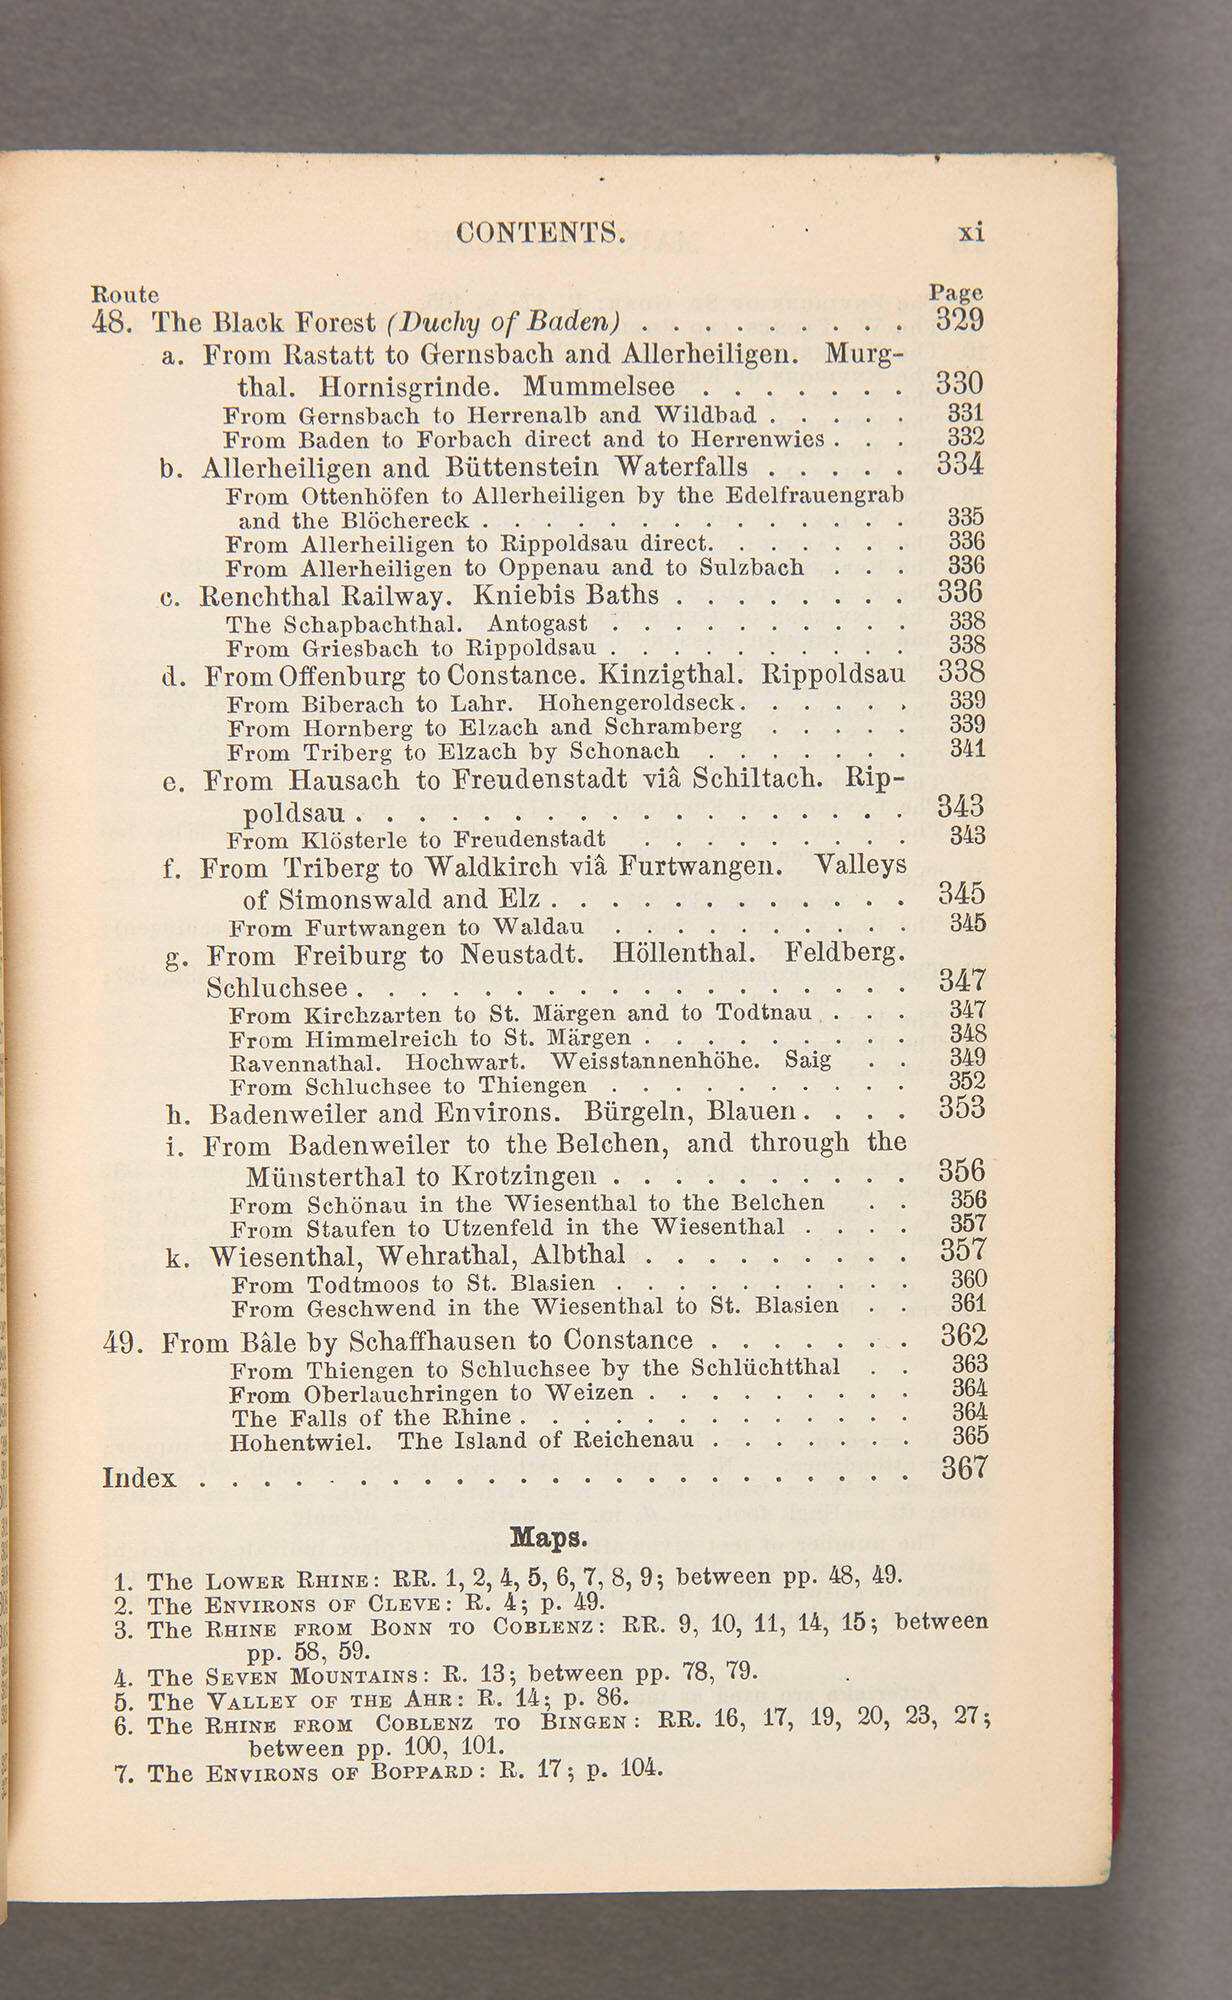 CONTENTS. xi
Route Page
48. The Black Forest (Duchy of Baden) . . . . . . . . . 329
a. From Rastatt to Gernsbach and Allerheiligen. Murg-
thal. Hornisgrinde. Mummelsee . . . . . . . 330
From Gernsbach to Herrenalb and Wildbad . . . . . 331
From Baden to Forbach direct and to Herrenwies . . . 332
b. Allerheiligen and Büttenstein Waterfalls . . . . . 334
From Ottenhöfen to Allerheiligen by the Edelfrauengrab
and the Blöchereck . . . . . . . . . . . . . . 335
From Allerheiligen to Rippoldsau direct. . . . . . . 336
From Allerheiligen to Oppenau and to Sulzbach . . . 336
c. Renchthal Railway. Kniebis Baths . . . . . . . . 336
The Schapbachthal. Antogast . . . . . . . . . . 338
From Griesbach to Rippoldsau . . . . . . . . . . 338
d. From Offenburg to Constance. Kinzigthal. Rippoldsau 338
From Biberach to Lahr. Hohengeroldseck. . . . . . 339
From Hornberg to Elzach and Schramberg . . . . . 339
From Triberg to Elzach by Schonach . . . . . . . 341
e. From Hausach to Freudenstadt viâ Schiltach. Rip-
poldsau . . . . . . . . . . . . . . . . . . 343
From Klösterle to Freudenstadt . . . . . . . . . 343
f. From Triberg to Waldkirch viâ Furtwangen. Valleys
of Simonswald and Elz . . . . . . . . . . . . 345
From Furtwangen to Waldau . . . . . . . . . . 345
g. From Freiburg to Neustadt. Höllenthal. Feldberg.
Schluchsee . . . . . . . . . . . . . . . . . . 347
From Kirchzarten to St. Märgen and to Todtnau . . . 347
From Himmelreich to St. Märgen . . . . . . . . . 348
Ravennathal. Hochwart. Weisstannenhöhe. Saig . . 349
From Schluchsee to Thiengen . . . . . . . . . . 352
h. Badenweiler and Environs. Bürgeln, Blauen . . . . 353
i. From Badenweiler to the Belchen, and through the
Münsterthal to Krotzingen . . . . . . . . . . 356
From Schönau in the Wiesenthal to the Belchen . . 356
From Staufen to Utzenfeld in the Wiesenthal . . . . 357
k. Wiesenthal, Wehrathal, Albthal . . . . . . . . . 357
From Todtmoos to St. Blasien . . . . . . . . . . 360
From Geschwend in the Wiesenthal to St. Blasien . . 361
49. From Bâle by Schaffhausen to Constance . . . . . . . 362
From Thiengen to Schluchsee by the Schlüchtthal . . 363
From Oberlauchringen to Weizen . . . . . . . . . 364
The Falls of the Rhine . . . . . . . . . . . . . 364
Hohentwiel. The Island of Reichenau . . . . . . . 365
Index . . . . . . . . . . . . . . . . . . . . . . . 367
Maps.
1. The LOWER RHINE: RR. 1, 2, 4, 5, 6, 7, 8, 9; between pp. 48, 49.
2. The ENVIRONS OF CLEVE: R. 4; p. 49.
3. The RHINE FROM BONN TO COBLENZ: RR. 9, 10, 11, 14, 15; between
pp. 58, 59.
4. The SEVEN MOUNTAINS: R. 13; between pp. 78, 79.
5. The VALLEY OF THE AHR: R. 14; p. 86.
6. The RHINE FROM COBLENZ TO BINGEN: RR. 16, 17, 19, 20, 23, 27;
between pp. 100, 101.
7. The ENVIRONS OF BOPPARD: R. 17; p. 104.